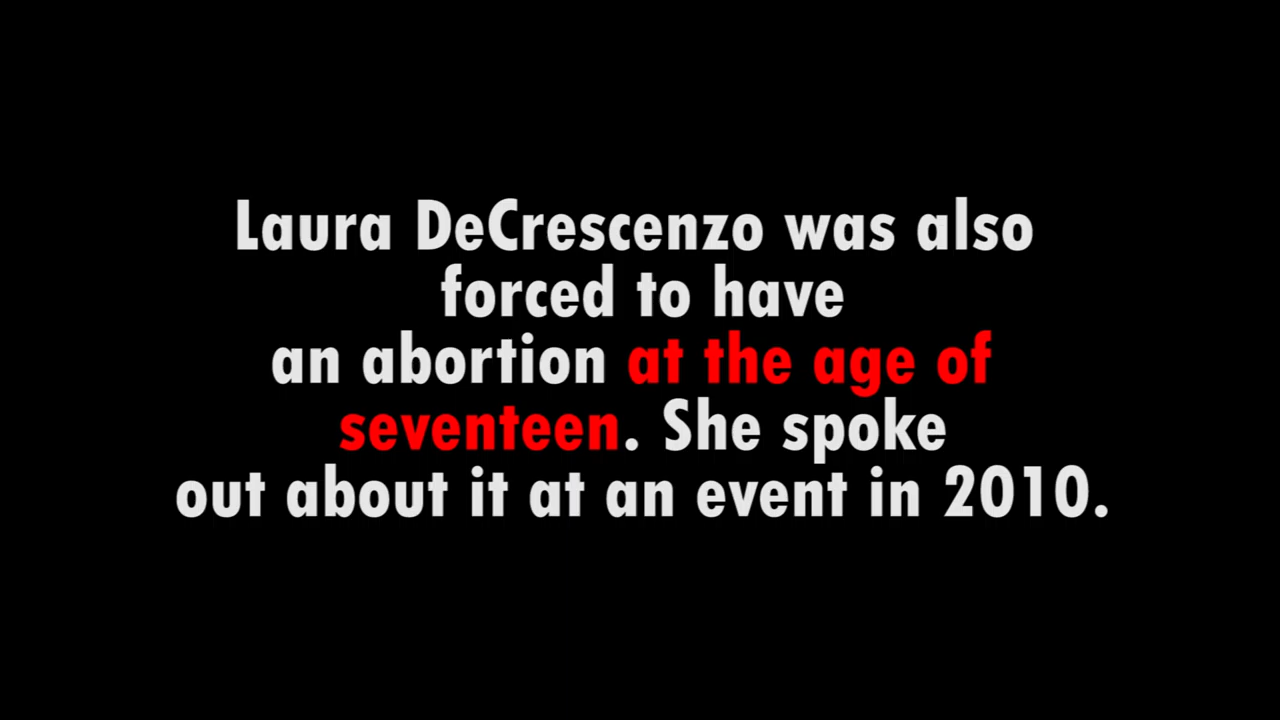 Laura DeCrescenzo was also
forced to have
an abortion at the age of
seventeen. She spoke
out about it at an event in 2010.